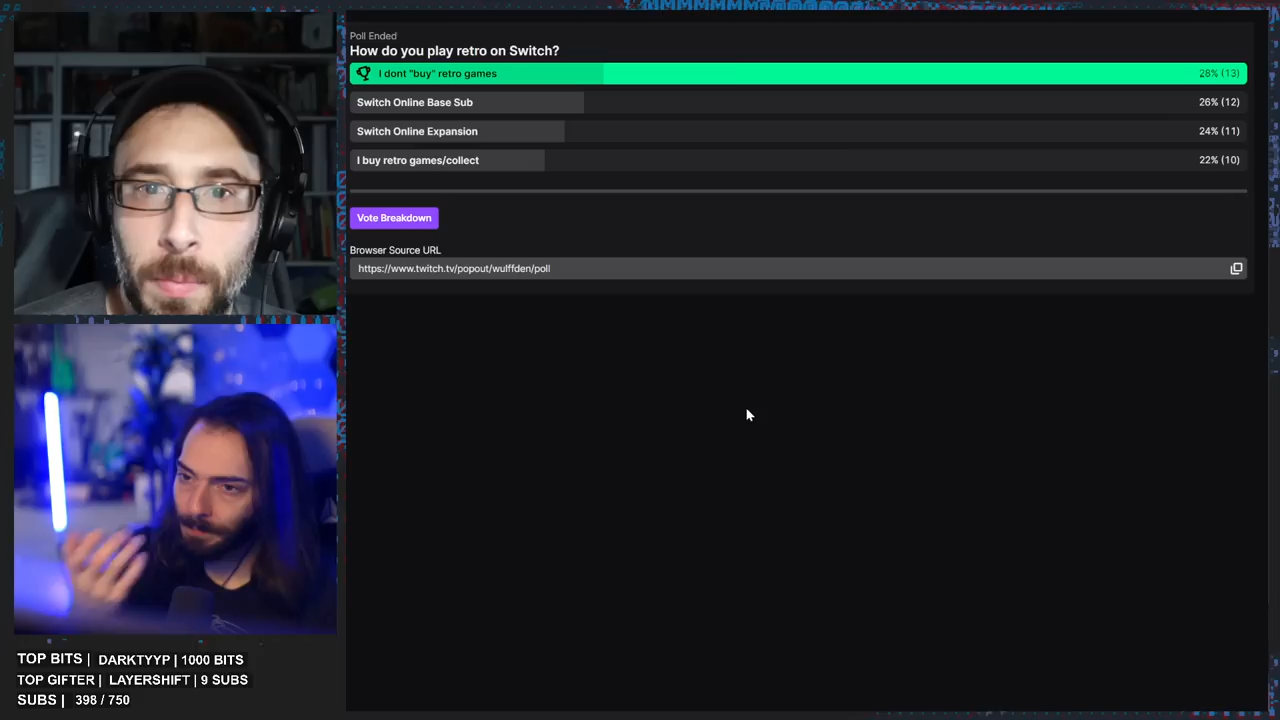 Poll Ended
How do you play retro on Switch?
I dont "buy" retro games 28% (13)
Switch Online Base Sub 26% (12)
Switch Online Expansion 24% (11)
I buy retro games/collect 22% (10)
Vote Breakdown
Browser Source URL
https://www.twitch.tv/popout/wulffden/poll
TOP BITS | DARKTYYP | 1000 BITS
TOP GIFTER | LAYERSHIFT | 9 SUBS
SUBS | 398 / 750